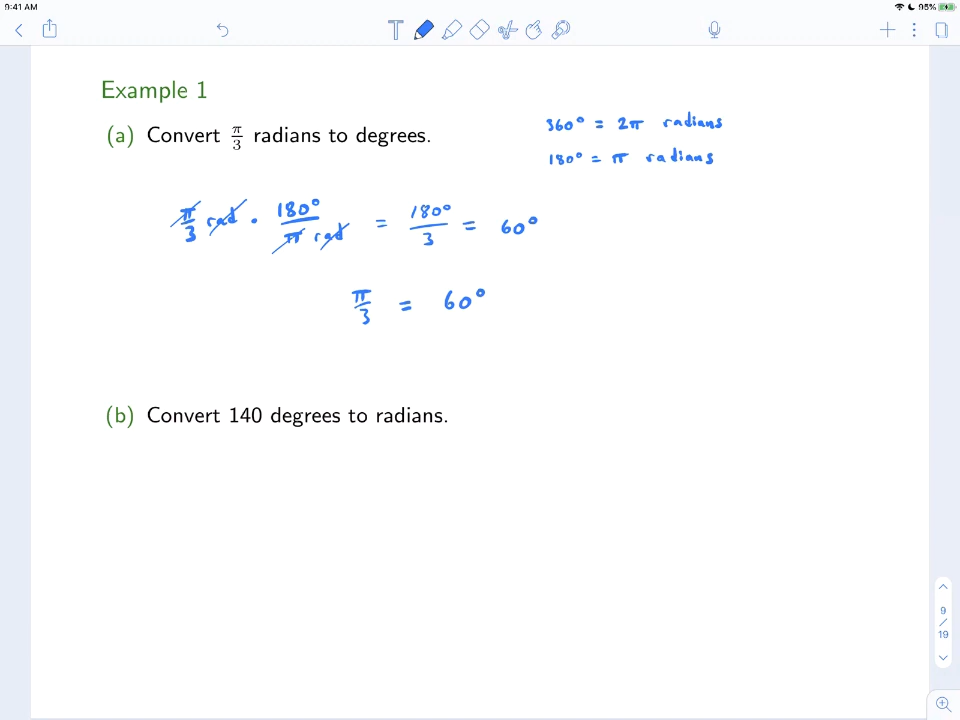 9:41 AM 95%
Example 1
(a) Convert π/3 radians to degrees.
360° = 2π radians
180° = π radians
π/3 rad · 180°/π rad = 180°/3 = 60°
π/3 = 60°
(b) Convert 140 degrees to radians.
9
/
19